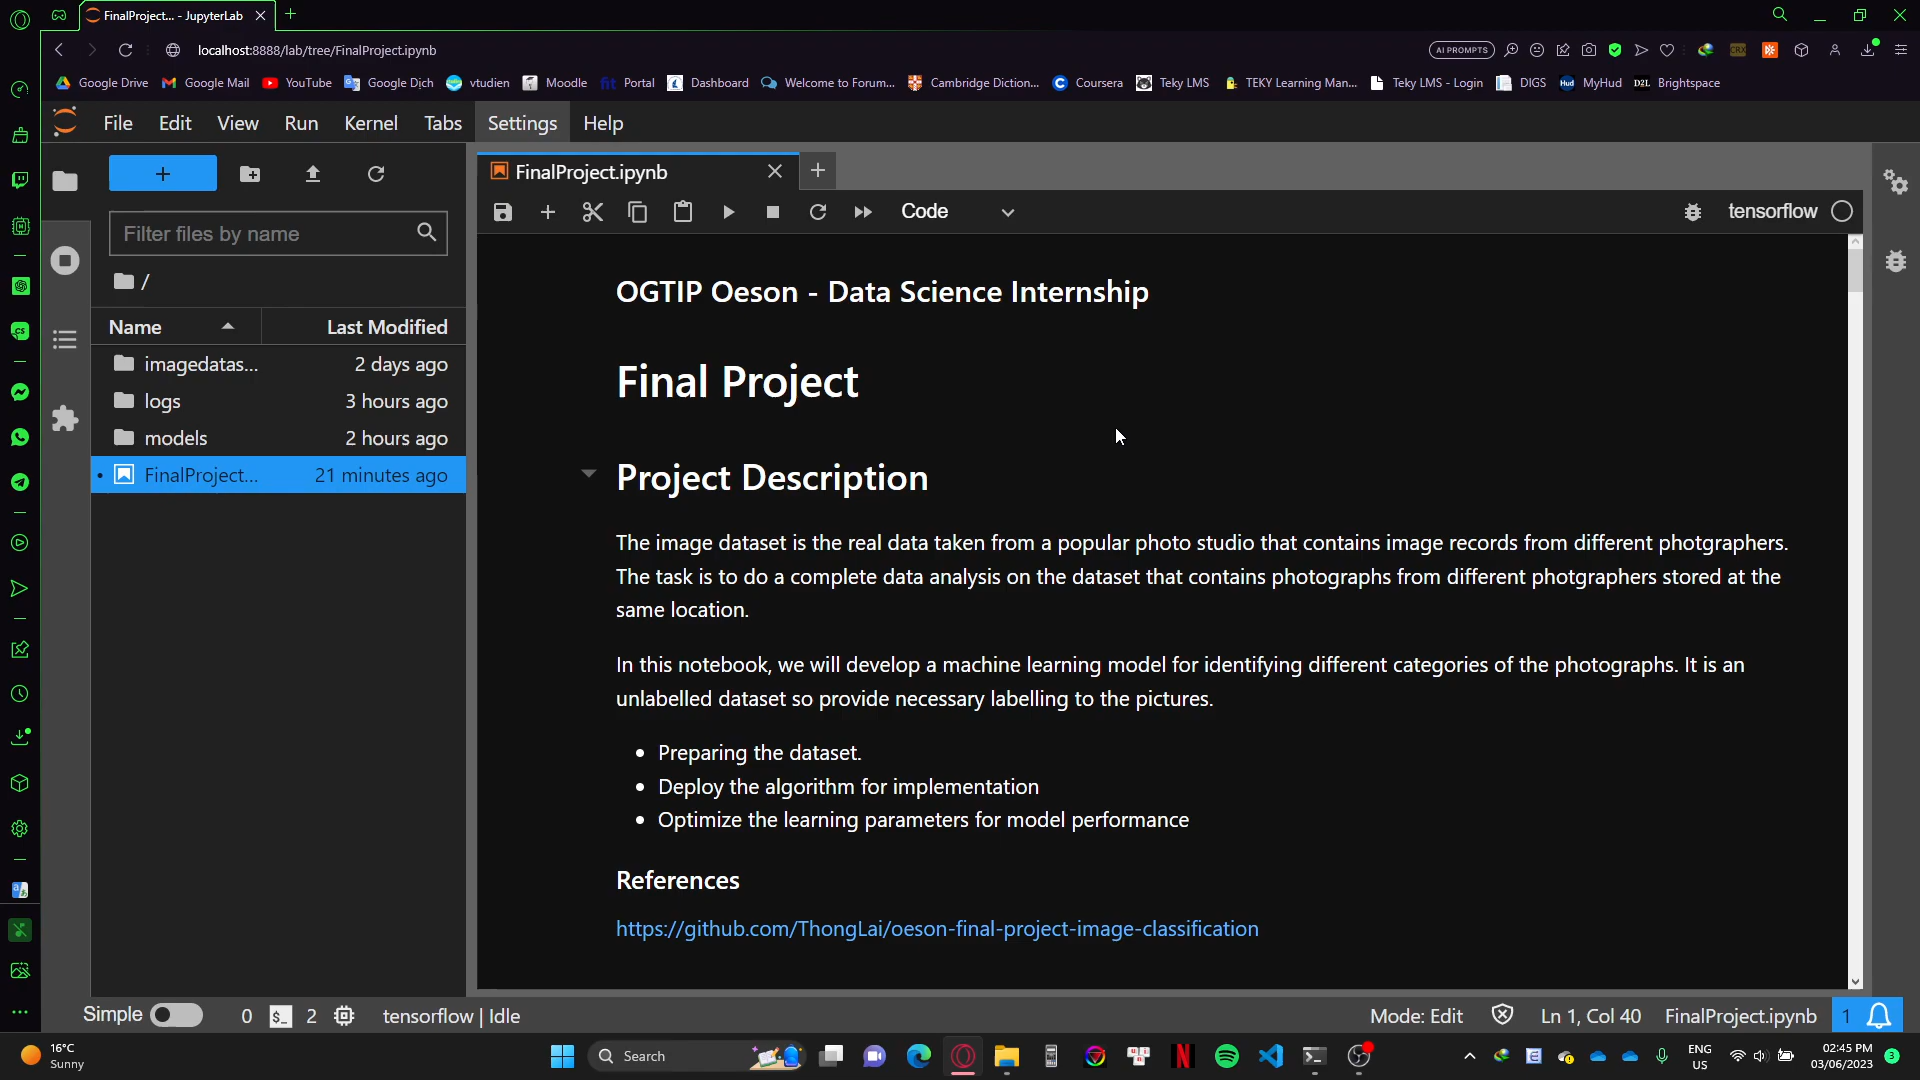 FinalProject... - JupyterLab
localhost:8888/lab/tree/FinalProject.ipynb
AI PROMPTS
Google Drive
Google Mail
YouTube
Google Dịch
vtudien
Moodle
fit Portal
Dashboard
Welcome to Forum...
Cambridge Diction...
Coursera
Teky LMS
TEKY Learning Man...
Teky LMS - Login
DIGS
Hud MyHud
D2L Brightspace
File Edit View Run Kernel Tabs Settings Help
FinalProject.ipynb
Filter files by name
Code
tensorflow
/
Name Last Modified
imagedatas... 2 days ago
logs 3 hours ago
models 2 hours ago
FinalProject... 21 minutes ago
OGTIP Oeson - Data Science Internship
Final Project
Project Description
The image dataset is the real data taken from a popular photo studio that contains image records from different photgraphers.
The task is to do a complete data analysis on the dataset that contains photographs from different photgraphers stored at the
same location.
In this notebook, we will develop a machine learning model for identifying different categories of the photographs. It is an
unlabelled dataset so provide necessary labelling to the pictures.
Preparing the dataset.
Deploy the algorithm for implementation
Optimize the learning parameters for model performance
References
https://github.com/ThongLai/oeson-final-project-image-classification
Simple 0 $_ 2 tensorflow | Idle Mode: Edit Ln 1, Col 40 FinalProject.ipynb 1
16°C
Sunny
Search
ENG
US
02:45 PM
03/06/2023
3